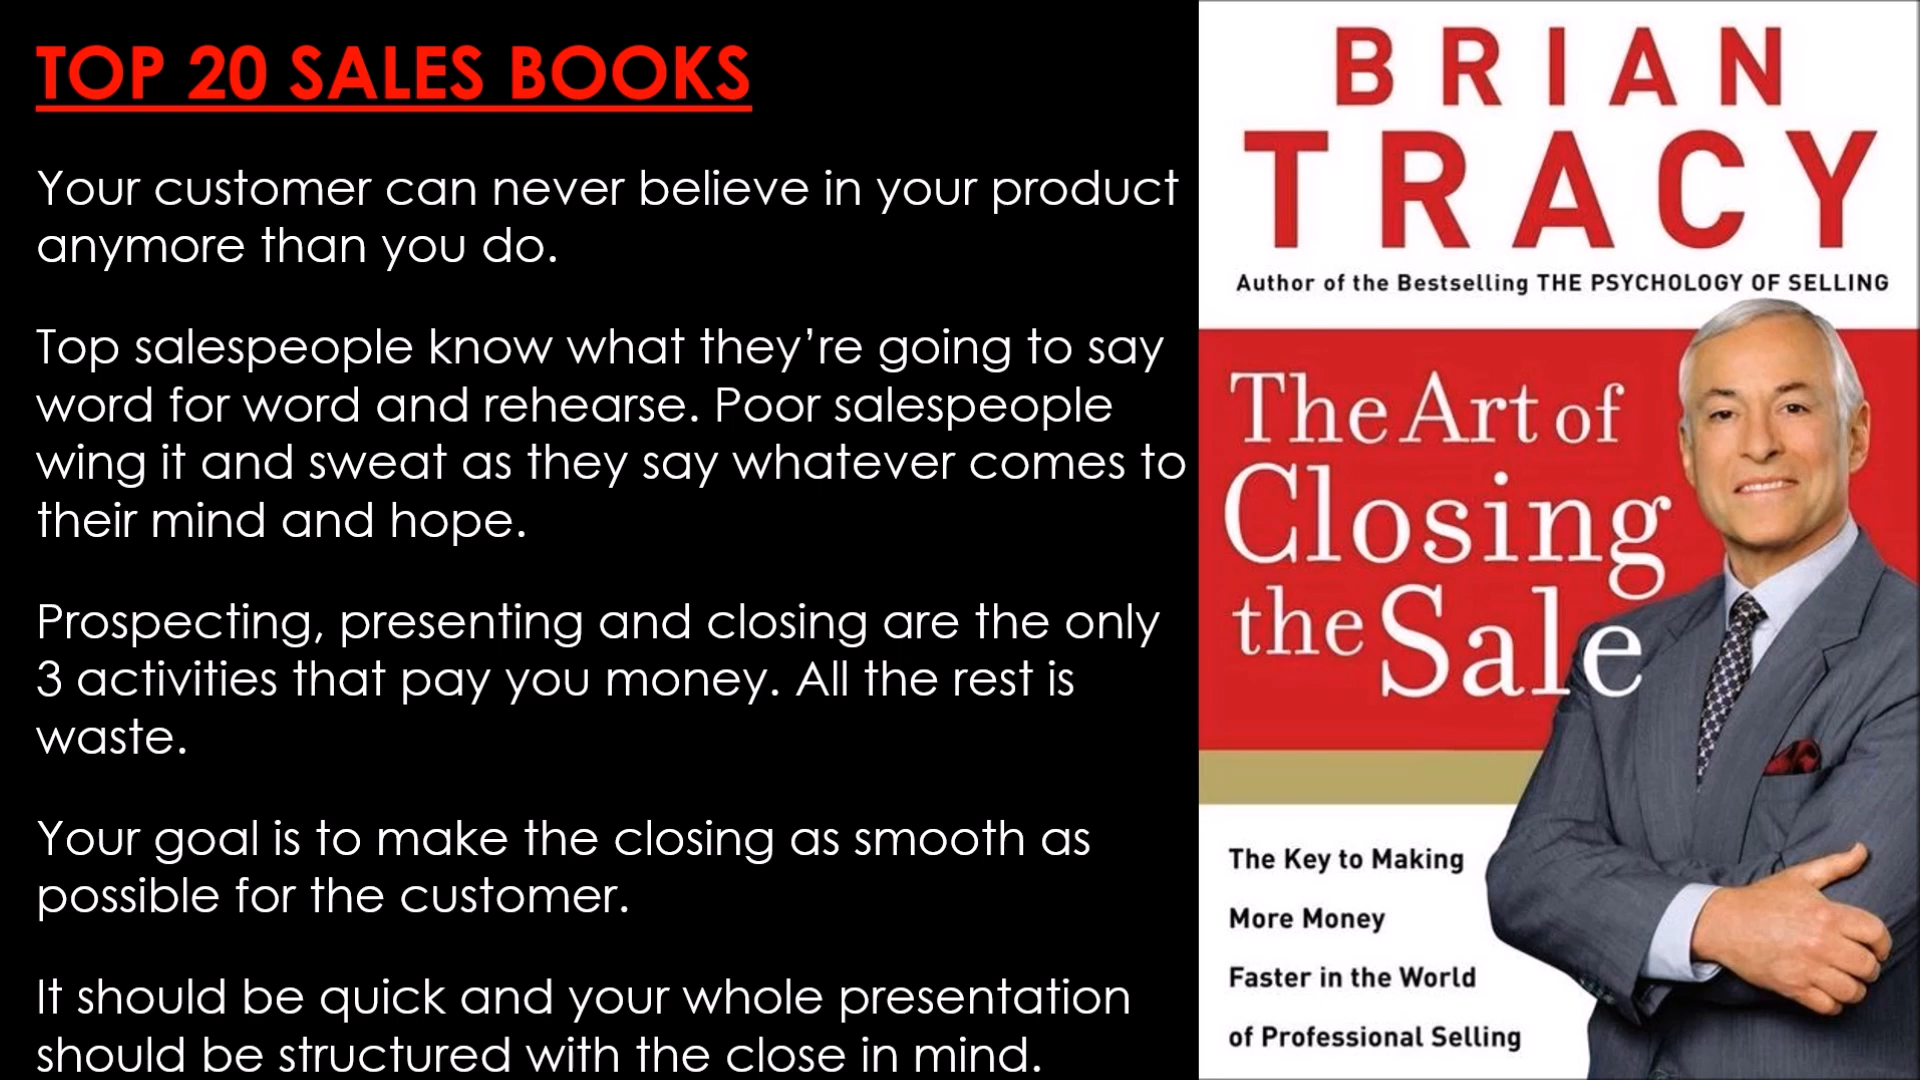 TOP 20 SALES BOOKS
Your customer can never believe in your product
anymore than you do.
Top salespeople know what they’re going to say
word for word and rehearse. Poor salespeople
wing it and sweat as they say whatever comes to
their mind and hope.
Prospecting, presenting and closing are the only
3 activities that pay you money. All the rest is
waste.
Your goal is to make the closing as smooth as
possible for the customer.
It should be quick and your whole presentation
should be structured with the close in mind.
BRIAN
TRACY
Author of the Bestselling THE PSYCHOLOGY OF SELLING
The Art of
Closing
the Sale
The Key to Making
More Money
Faster in the World
of Professional Selling